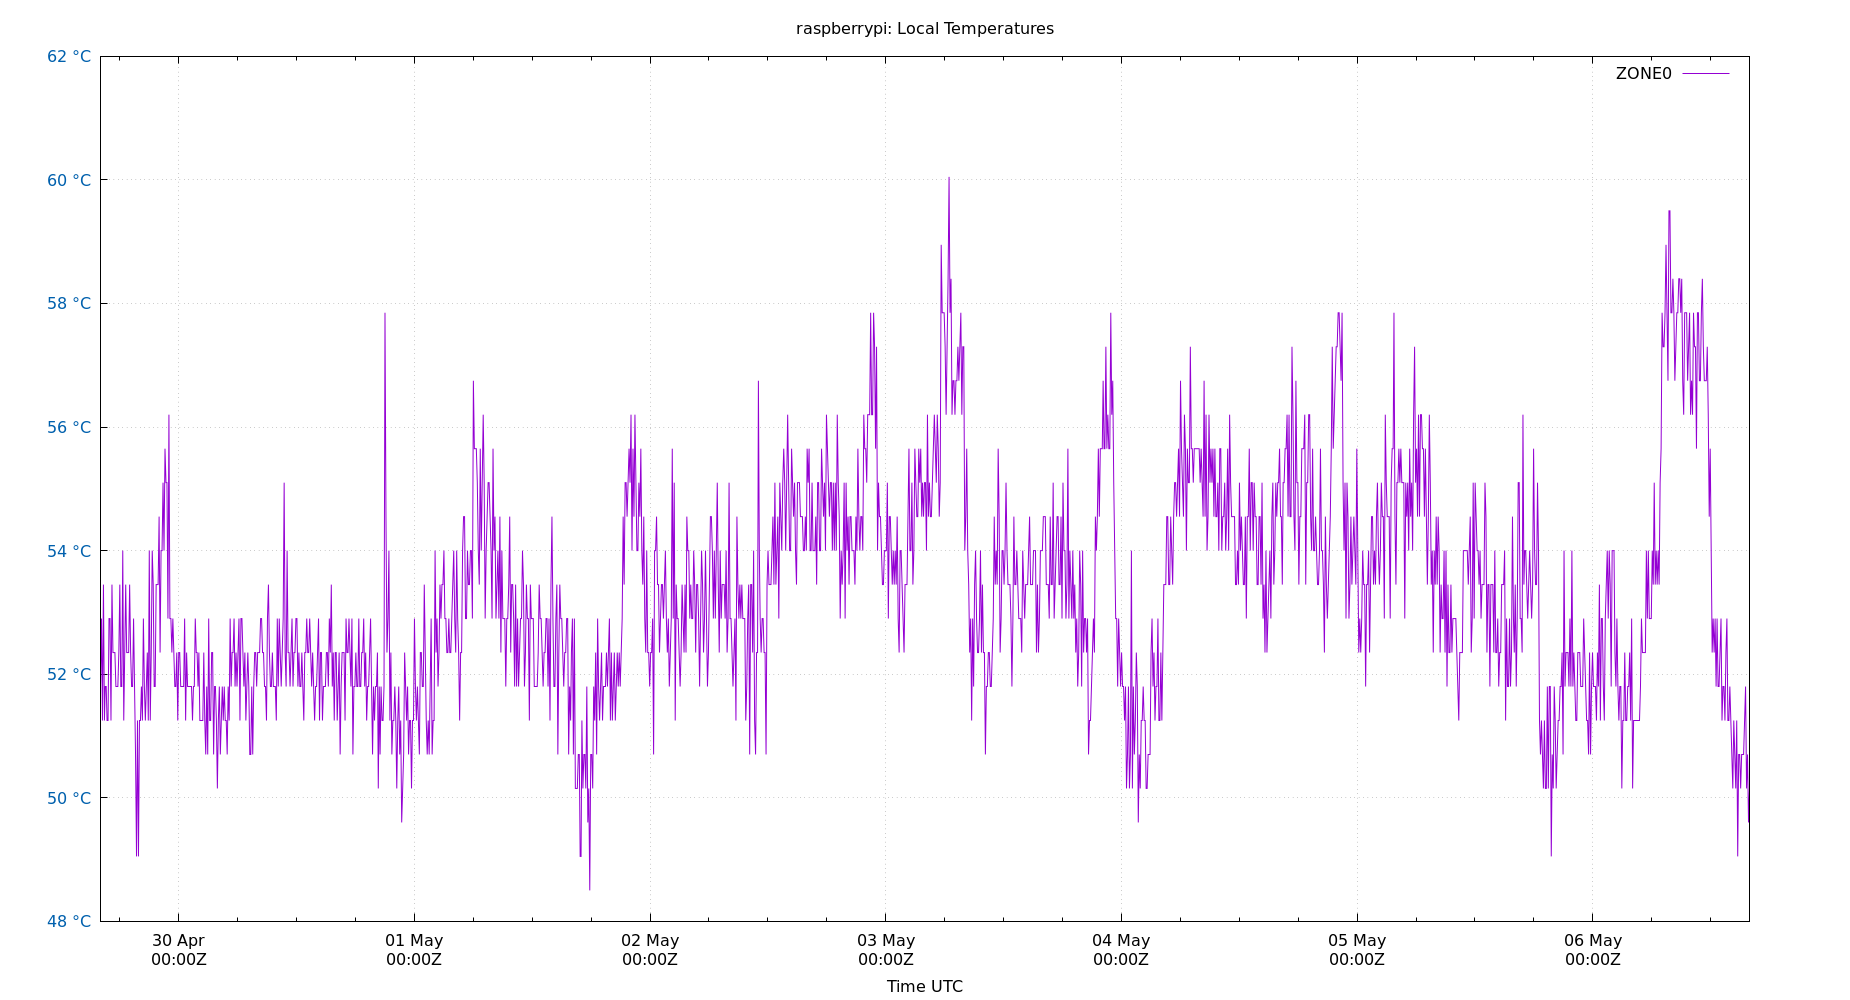 raspberrypi: Local Temperatures
62 °C
ZONE0
60 °C
58 °C
56 °C
54 °C
52 °C
50 °C
48 °C
30 Apr 01 May 02 May 03 May 04 May 05 May 06 May
00:00Z 00:00Z 00:00Z 00:00Z 00:00Z 00:00Z 00:00Z
Time UTC